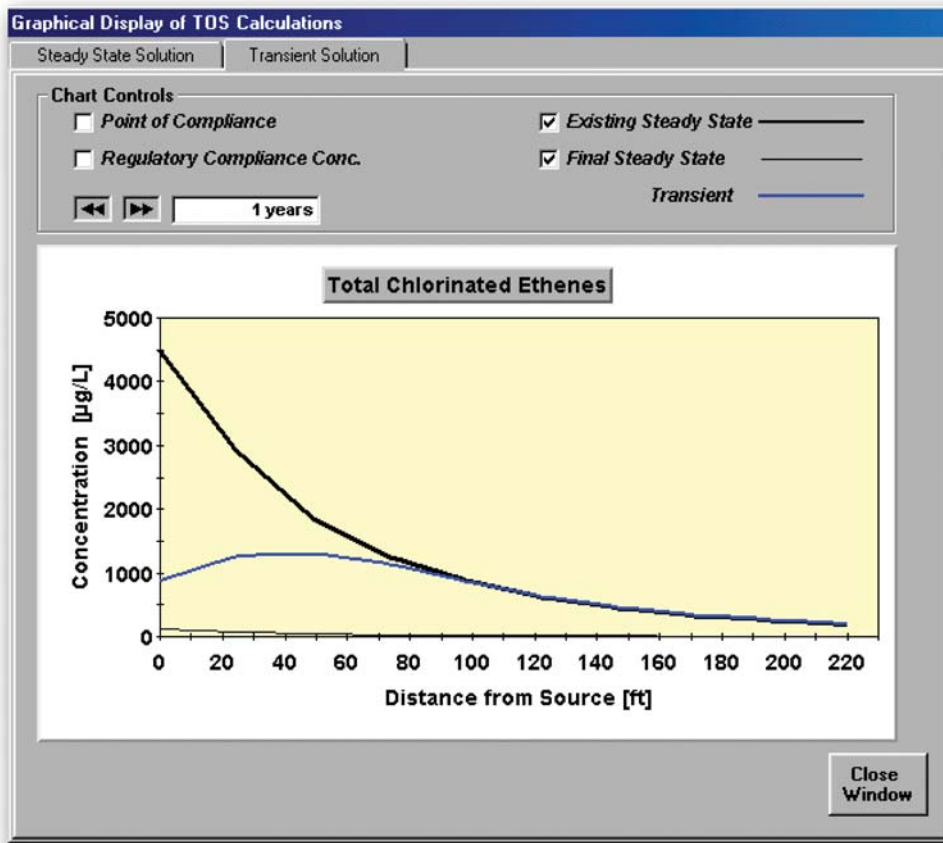 Graphical Display of TOS Calculations
Steady State Solution
Transient Solution
Chart Controls
Point of Compliance
Existing Steady State
Regulatory Compliance Conc.
Final Steady State
Transient
1 years
Total Chlorinated Ethenes
5000
4000
3000
2000
1000
0
Concentration [µg/L]
0 20 40 60 80 100 120 140 160 180 200 220
Distance from Source [ft]
Close
Window